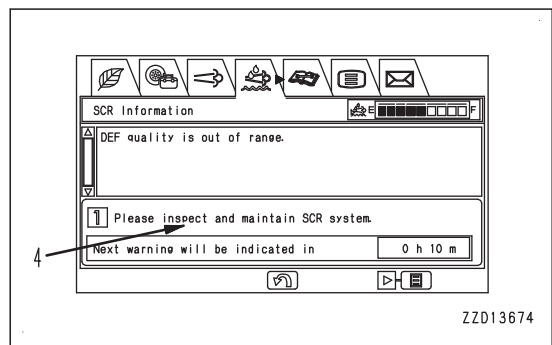 SCR Information
E F
DEF quality is out of range.
1 Please inspect and maintain SCR system.
4
Next warning will be indicated in 0 h 10 m
ZZD13674